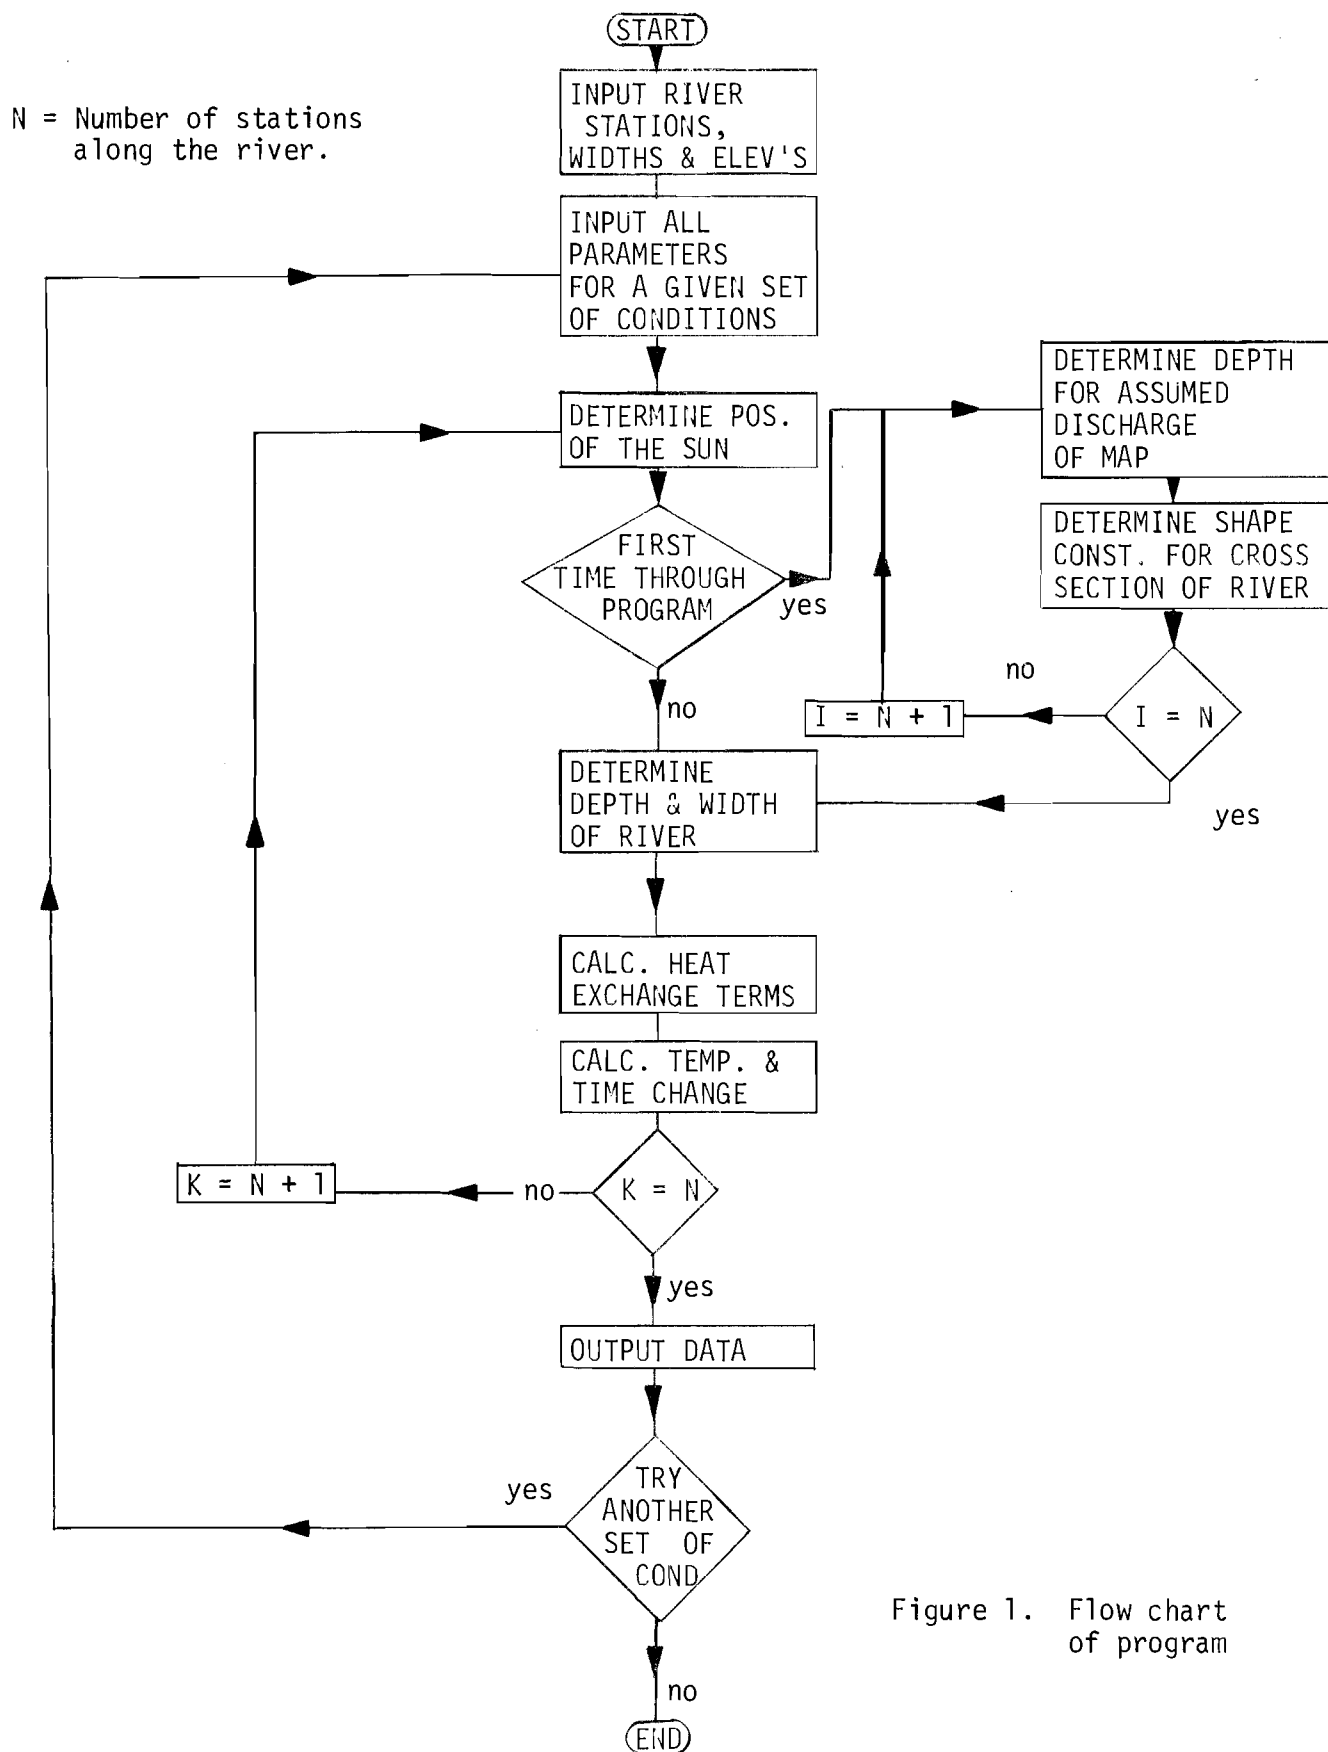 START
N = Number of stations
along the river.
INPUT RIVER
STATIONS,
WIDTHS & ELEV'S
INPUT ALL
PARAMETERS
FOR A GIVEN SET
OF CONDITIONS
DETERMINE POS.
OF THE SUN
DETERMINE DEPTH
FOR ASSUMED
DISCHARGE
OF MAP
FIRST
TIME THROUGH
PROGRAM
yes
DETERMINE SHAPE
CONST. FOR CROSS
SECTION OF RIVER
no
no
I = N + 1
I = N
yes
DETERMINE
DEPTH & WIDTH
OF RIVER
CALC. HEAT
EXCHANGE TERMS
CALC. TEMP. &
TIME CHANGE
K = N + 1
no
K = N
yes
OUTPUT DATA
yes
TRY
ANOTHER
SET OF
COND
no
END
Figure 1. Flow chart
of program